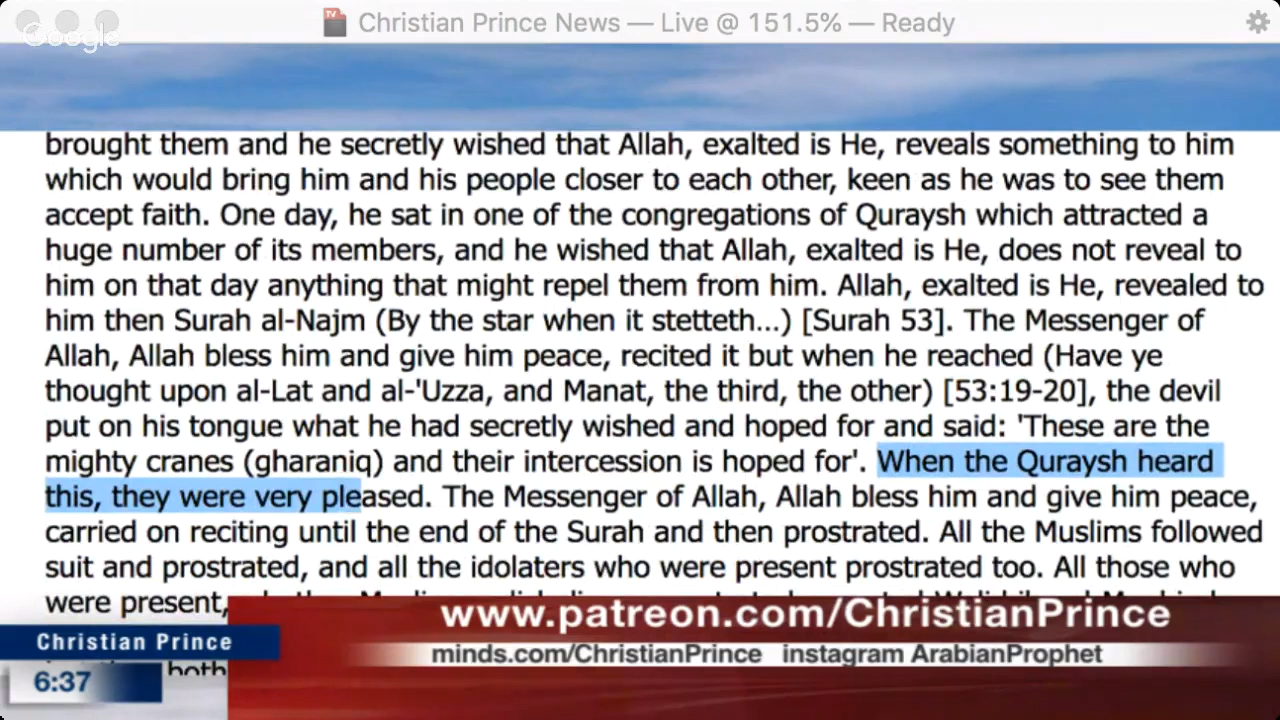 Christian Prince News — Live @ 151.5% — Ready
Google
brought them and he secretly wished that Allah, exalted is He, reveals something to him
which would bring him and his people closer to each other, keen as he was to see them
accept faith. One day, he sat in one of the congregations of Quraysh which attracted a
huge number of its members, and he wished that Allah, exalted is He, does not reveal to
him on that day anything that might repel them from him. Allah, exalted is He, revealed to
him then Surah al-Najm (By the star when it stetteth...) [Surah 53]. The Messenger of
Allah, Allah bless him and give him peace, recited it but when he reached (Have ye
thought upon al-Lat and al-'Uzza, and Manat, the third, the other) [53:19-20], the devil
put on his tongue what he had secretly wished and hoped for and said: 'These are the
mighty cranes (gharaniq) and their intercession is hoped for'. When the Quraysh heard
this, they were very pleased. The Messenger of Allah, Allah bless him and give him peace,
carried on reciting until the end of the Surah and then prostrated. All the Muslims followed
suit and prostrated, and all the idolaters who were present prostrated too. All those who
were present,
www.patreon.com/ChristianPrince
Christian Prince
minds.com/ChristianPrince instagram ArabianProphet
both
6:37